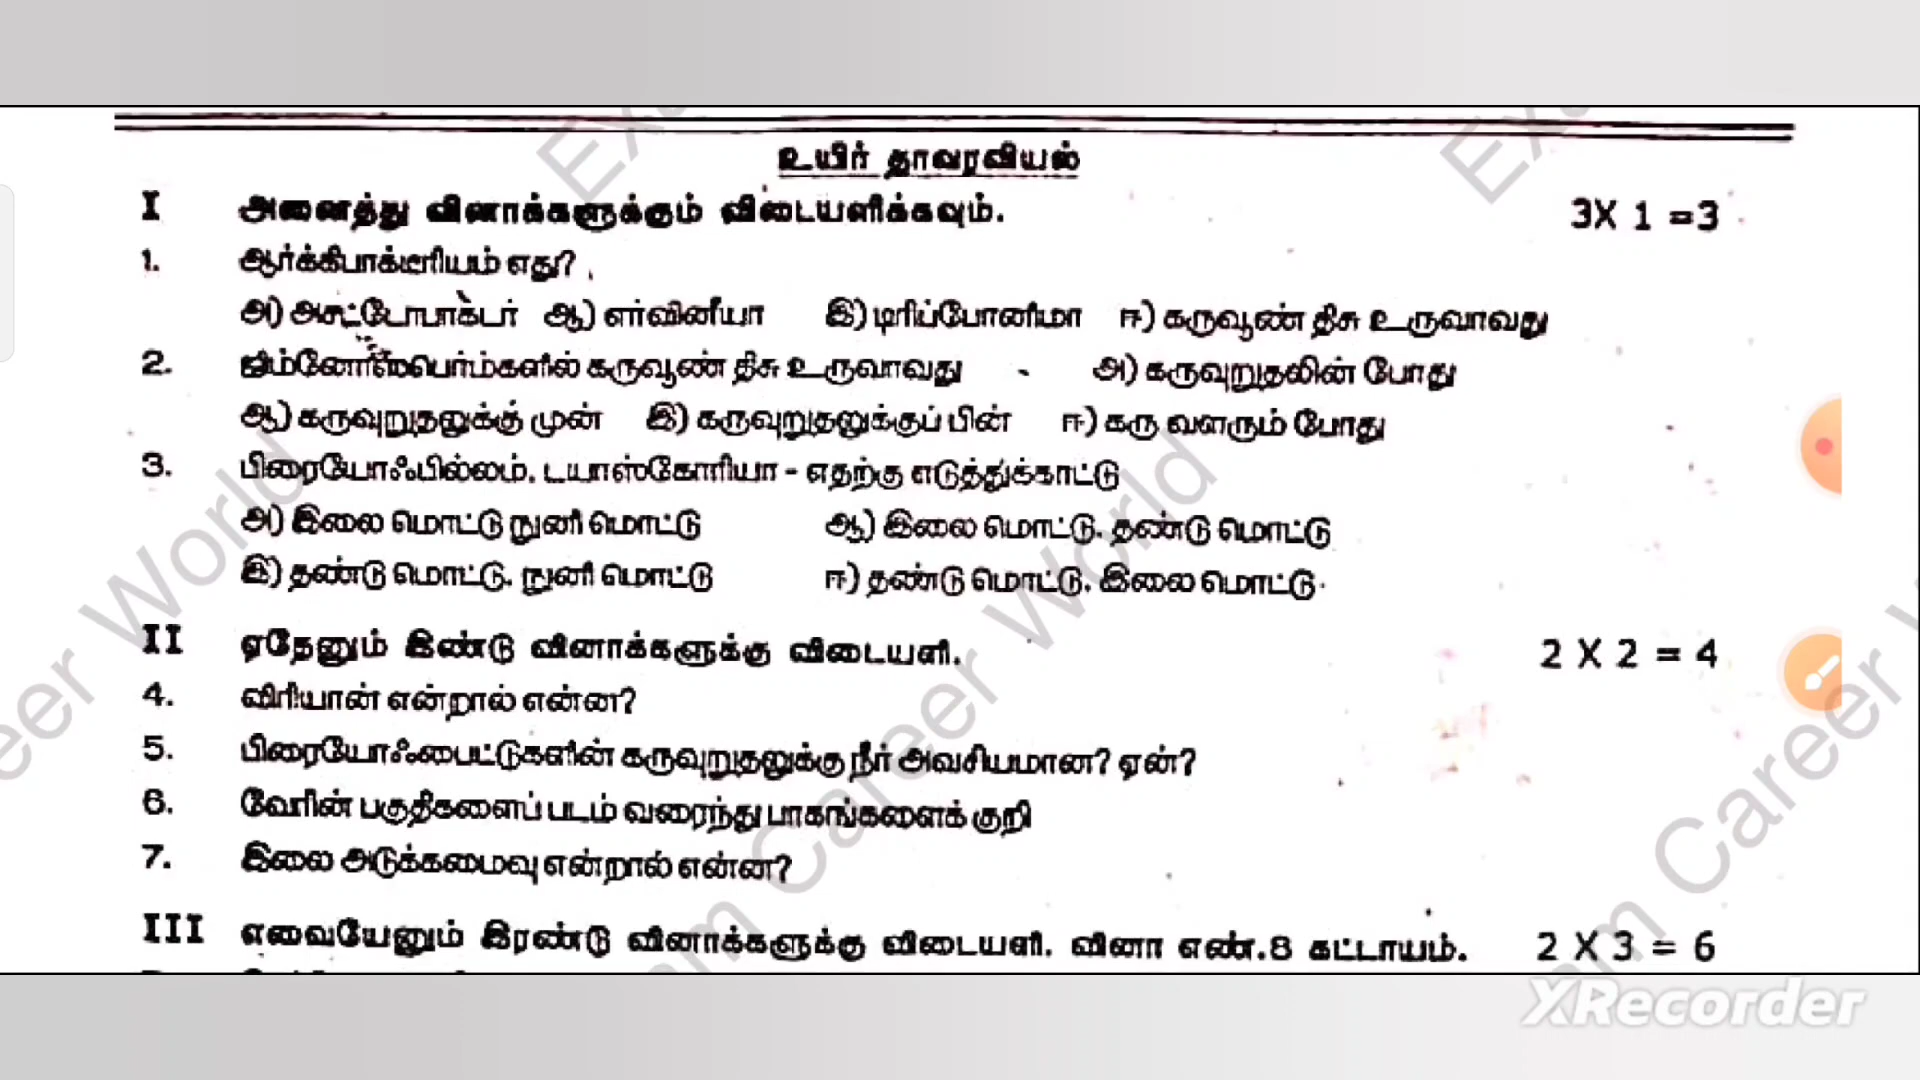 உயிர் தாவரவியல்
I அனைத்து வினாக்களுக்கும் விடையளிக்கவும். 3X 1 =3
1. ஆர்க்கிபாக்டீரியம் எது?
அ) அசட்டோபாக்டர் ஆ) எர்வினீயா இ) டிரிப்போனிமா ஈ) கருவூண் திசு உருவாவது
2. ஜிம்னோஸ்பெர்ம்களில் கருவூண் திசு உருவாவது - அ) கருவுறுதலின் போது
ஆ) கருவுறுதலுக்கு முன் இ) கருவுறுதலுக்குப் பின் ஈ) கரு வளரும் போது
3. பிரையோஃபில்லம், டயாஸ்கோரியா - எதற்கு எடுத்துக்காட்டு
அ) இலை மொட்டு நுனி மொட்டு ஆ) இலை மொட்டு, தண்டு மொட்டு
இ) தண்டு மொட்டு, நுனி மொட்டு ஈ) தண்டு மொட்டு, இலை மொட்டு
II ஏதேனும் இண்டு வினாக்களுக்கு விடையளி. 2 X 2 = 4
4. விரியான் என்றால் என்ன?
5. பிரையோஃபைட்டுகளின் கருவுறுதலுக்கு நீர் அவசியமான? ஏன்?
6. வேரின் பகுதிகளைப் படம் வரைந்து பாகங்களைக் குறி
7. இலை அடுக்கமைவு என்றால் என்ன?
III எவையேனும் இரண்டு வினாக்களுக்கு விடையளி. வினா எண்.8 கட்டாயம். 2 X 3 = 6
Exam Career World
XRecorder